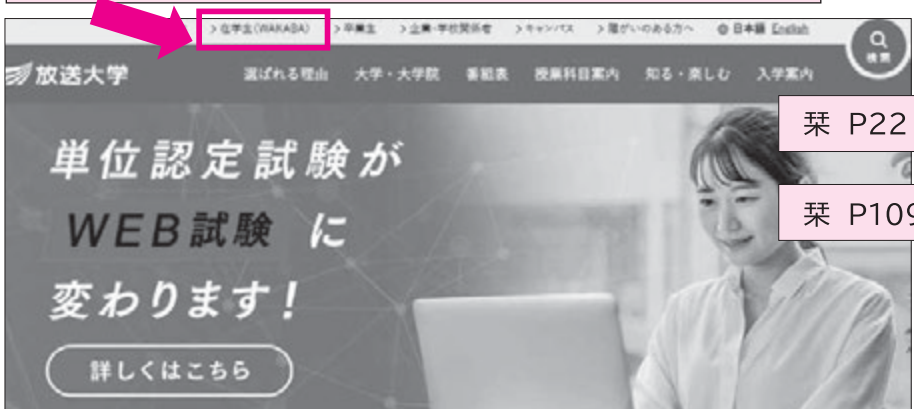 > 在学生(WAKABA) > 卒業生 > 企業・学校関係者 > キャンパス > 障がいのある方へ 日本語 English
検索
放送大学 選ばれる理由 大学・大学院 番組表 授業科目案内 知る・楽しむ 入学案内
栞 P22
単位認定試験が
栞 P109
WEB試験 に
変わります!
詳しくはこちら